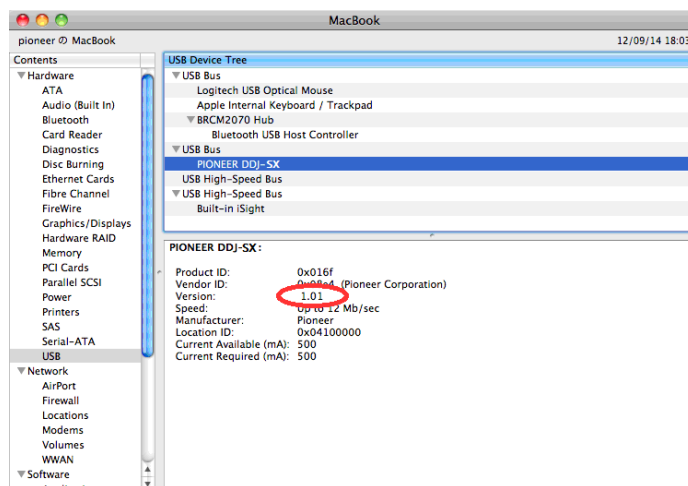 MacBook
pioneer の MacBook 12/09/14 18:03
Contents
Hardware
ATA
Audio (Built In)
Bluetooth
Card Reader
Diagnostics
Disc Burning
Ethernet Cards
Fibre Channel
FireWire
Graphics/Displays
Hardware RAID
Memory
PCI Cards
Parallel SCSI
Power
Printers
SAS
Serial-ATA
USB
Network
AirPort
Firewall
Locations
Modems
Volumes
WWAN
Software
USB Device Tree
USB Bus
Logitech USB Optical Mouse
Apple Internal Keyboard / Trackpad
BRCM2070 Hub
Bluetooth USB Host Controller
USB Bus
PIONEER DDJ-SX
USB High-Speed Bus
USB High-Speed Bus
Built-in iSight
PIONEER DDJ-SX:
Product ID: 0x016f
Vendor ID: 0x08e4 (Pioneer Corporation)
Version: 1.01
Speed: Up to 12 Mb/sec
Manufacturer: Pioneer
Location ID: 0x04100000
Current Available (mA): 500
Current Required (mA): 500